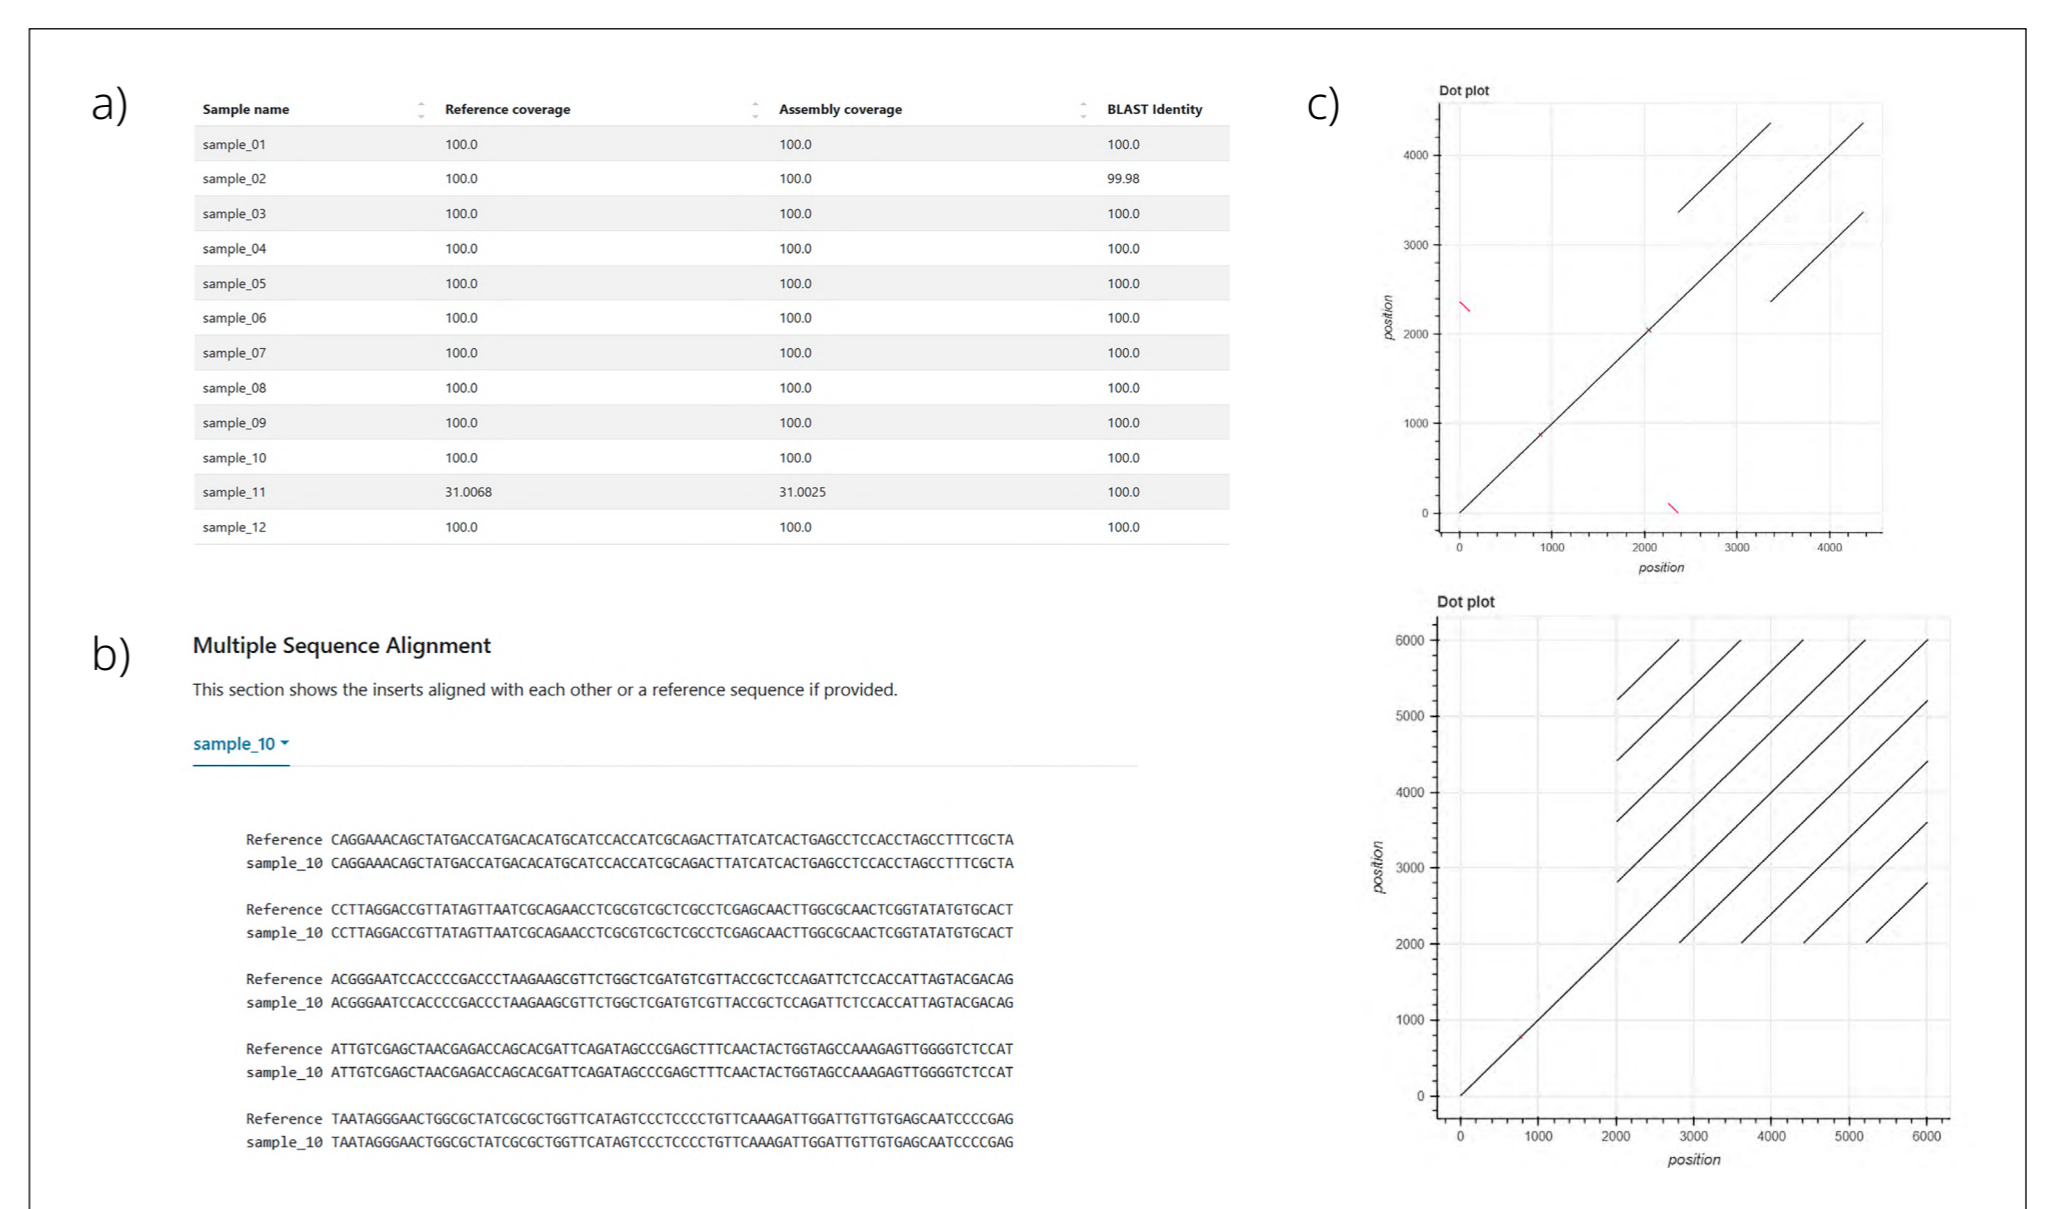 a)
Sample name Reference coverage Assembly coverage BLAST Identity
sample_01 100.0 100.0 100.0
sample_02 100.0 100.0 99.98
sample_03 100.0 100.0 100.0
sample_04 100.0 100.0 100.0
sample_05 100.0 100.0 100.0
sample_06 100.0 100.0 100.0
sample_07 100.0 100.0 100.0
sample_08 100.0 100.0 100.0
sample_09 100.0 100.0 100.0
sample_10 100.0 100.0 100.0
sample_11 31.0068 31.0025 100.0
sample_12 100.0 100.0 100.0
b)
Multiple Sequence Alignment
This section shows the inserts aligned with each other or a reference sequence if provided.
sample_10
Reference CAGGAAACAGCTATGACCATGACACATGCATCCACCATCGCAGACTTATCATCACTGAGCCTCCACCTAGCCTTTCGCTA
sample_10 CAGGAAACAGCTATGACCATGACACATGCATCCACCATCGCAGACTTATCATCACTGAGCCTCCACCTAGCCTTTCGCTA
Reference CCTTAGGACCGTTATAGTTAATCGCAGAACCTCGCGTCGCTCGCCTCGAGCAACTTGGCGCAACTCGGTATATGTGCACT
sample_10 CCTTAGGACCGTTATAGTTAATCGCAGAACCTCGCGTCGCTCGCCTCGAGCAACTTGGCGCAACTCGGTATATGTGCACT
Reference ACGGGAATCCACCCCGACCCTAAGAAGCGTTCTGGCTCGATGTCGTTACCGCTCCAGATTCTCCACCATTAGTACGACAG
sample_10 ACGGGAATCCACCCCGACCCTAAGAAGCGTTCTGGCTCGATGTCGTTACCGCTCCAGATTCTCCACCATTAGTACGACAG
Reference ATTGTCGAGCTAACGAGACCAGCACGATTCAGATAGCCCGAGCTTTCAACTACTGGTAGCCAAAGAGTTGGGGTCTCCAT
sample_10 ATTGTCGAGCTAACGAGACCAGCACGATTCAGATAGCCCGAGCTTTCAACTACTGGTAGCCAAAGAGTTGGGGTCTCCAT
Reference TAATAGGGAACTGGCGCTATCGCGCTGGTTCATAGTCCCTCCCCTGTTCAAAGATTGGATTGTTGTGAGCAATCCCCGAG
sample_10 TAATAGGGAACTGGCGCTATCGCGCTGGTTCATAGTCCCTCCCCTGTTCAAAGATTGGATTGTTGTGAGCAATCCCCGAG
c)
Dot plot
4000
3000
2000
1000
0
position
0 1000 2000 3000 4000
position
Dot plot
6000
5000
4000
3000
2000
1000
0
position
0 1000 2000 3000 4000 5000 6000
position